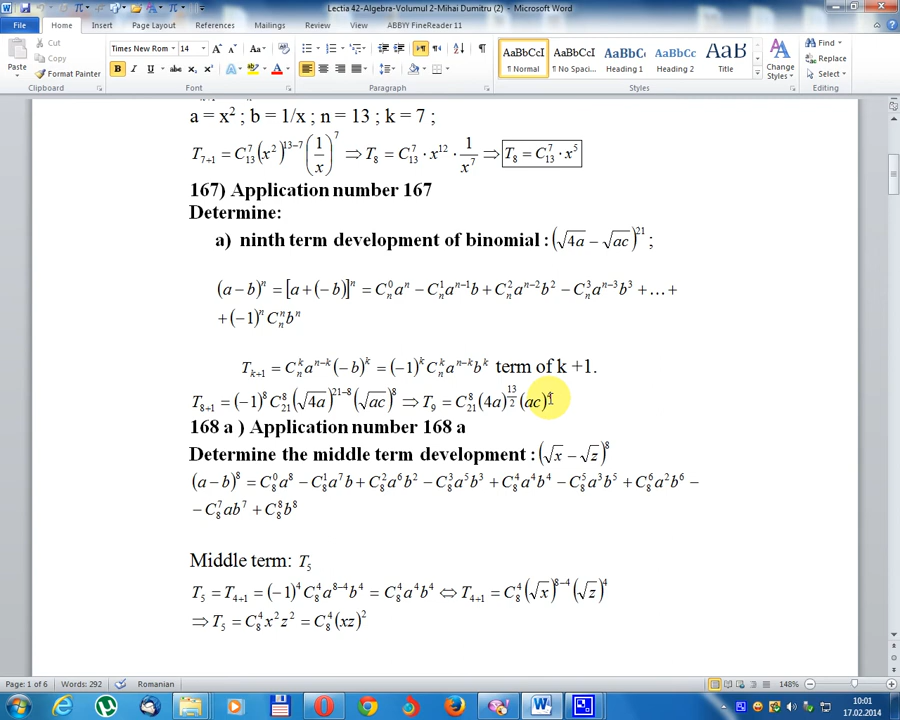 Lectia 42-Algebra-Volumul 2-Mihai Dumitru (2) - Microsoft Word
File Home Insert Page Layout References Mailings Review View ABBYY FineReader 11
Paste Cut Copy Format Painter Clipboard
Times New Rom 14 Font
Paragraph
AaBbCcI ¶ Normal AaBbCcI ¶ No Spaci... AaBbC Heading 1 AaBbCc Heading 2 AaB Title Styles
Change Styles
Find Replace Select Editing
a = x² ; b = 1/x ; n = 13 ; k = 7 ;
T₇₊₁ = C₁₃⁷(x²)¹³⁻⁷(1/x)⁷ ⇒ T₈ = C₁₃⁷ · x¹² · 1/x⁷ ⇒ T₈ = C₁₃⁷ · x⁵
167) Application number 167
Determine:
a) ninth term development of binomial : (√4a − √ac)²¹ ;
(a − b)ⁿ = [a + (− b)]ⁿ = Cₙ⁰aⁿ − Cₙ¹aⁿ⁻¹b + Cₙ²aⁿ⁻²b² − Cₙ³aⁿ⁻³b³ + … +
+ (−1)ⁿ Cₙⁿbⁿ
Tₖ₊₁ = Cₙᵏaⁿ⁻ᵏ(− b)ᵏ = (−1)ᵏCₙᵏaⁿ⁻ᵏbᵏ term of k +1.
T₈₊₁ = (−1)⁸C₂₁⁸(√4a)²¹⁻⁸(√ac)⁸ ⇒ T₉ = C₂₁⁸(4a)^(13/2)(ac)⁴
168 a ) Application number 168 a
Determine the middle term development : (√x − √z)⁸
(a − b)⁸ = C₈⁰a⁸ − C₈¹a⁷b + C₈²a⁶b² − C₈³a⁵b³ + C₈⁴a⁴b⁴ − C₈⁵a³b⁵ + C₈⁶a²b⁶ −
− C₈⁷ab⁷ + C₈⁸b⁸
Middle term: T₅
T₅ = T₄₊₁ = (−1)⁴C₈⁴a⁸⁻⁴b⁴ = C₈⁴a⁴b⁴ ⇔ T₄₊₁ = C₈⁴(√x)⁸⁻⁴(√z)⁴
⇒ T₅ = C₈⁴x²z² = C₈⁴(xz)²
Page: 1 of 6 Words: 292 Romanian 148%
10:01
17.02.2014